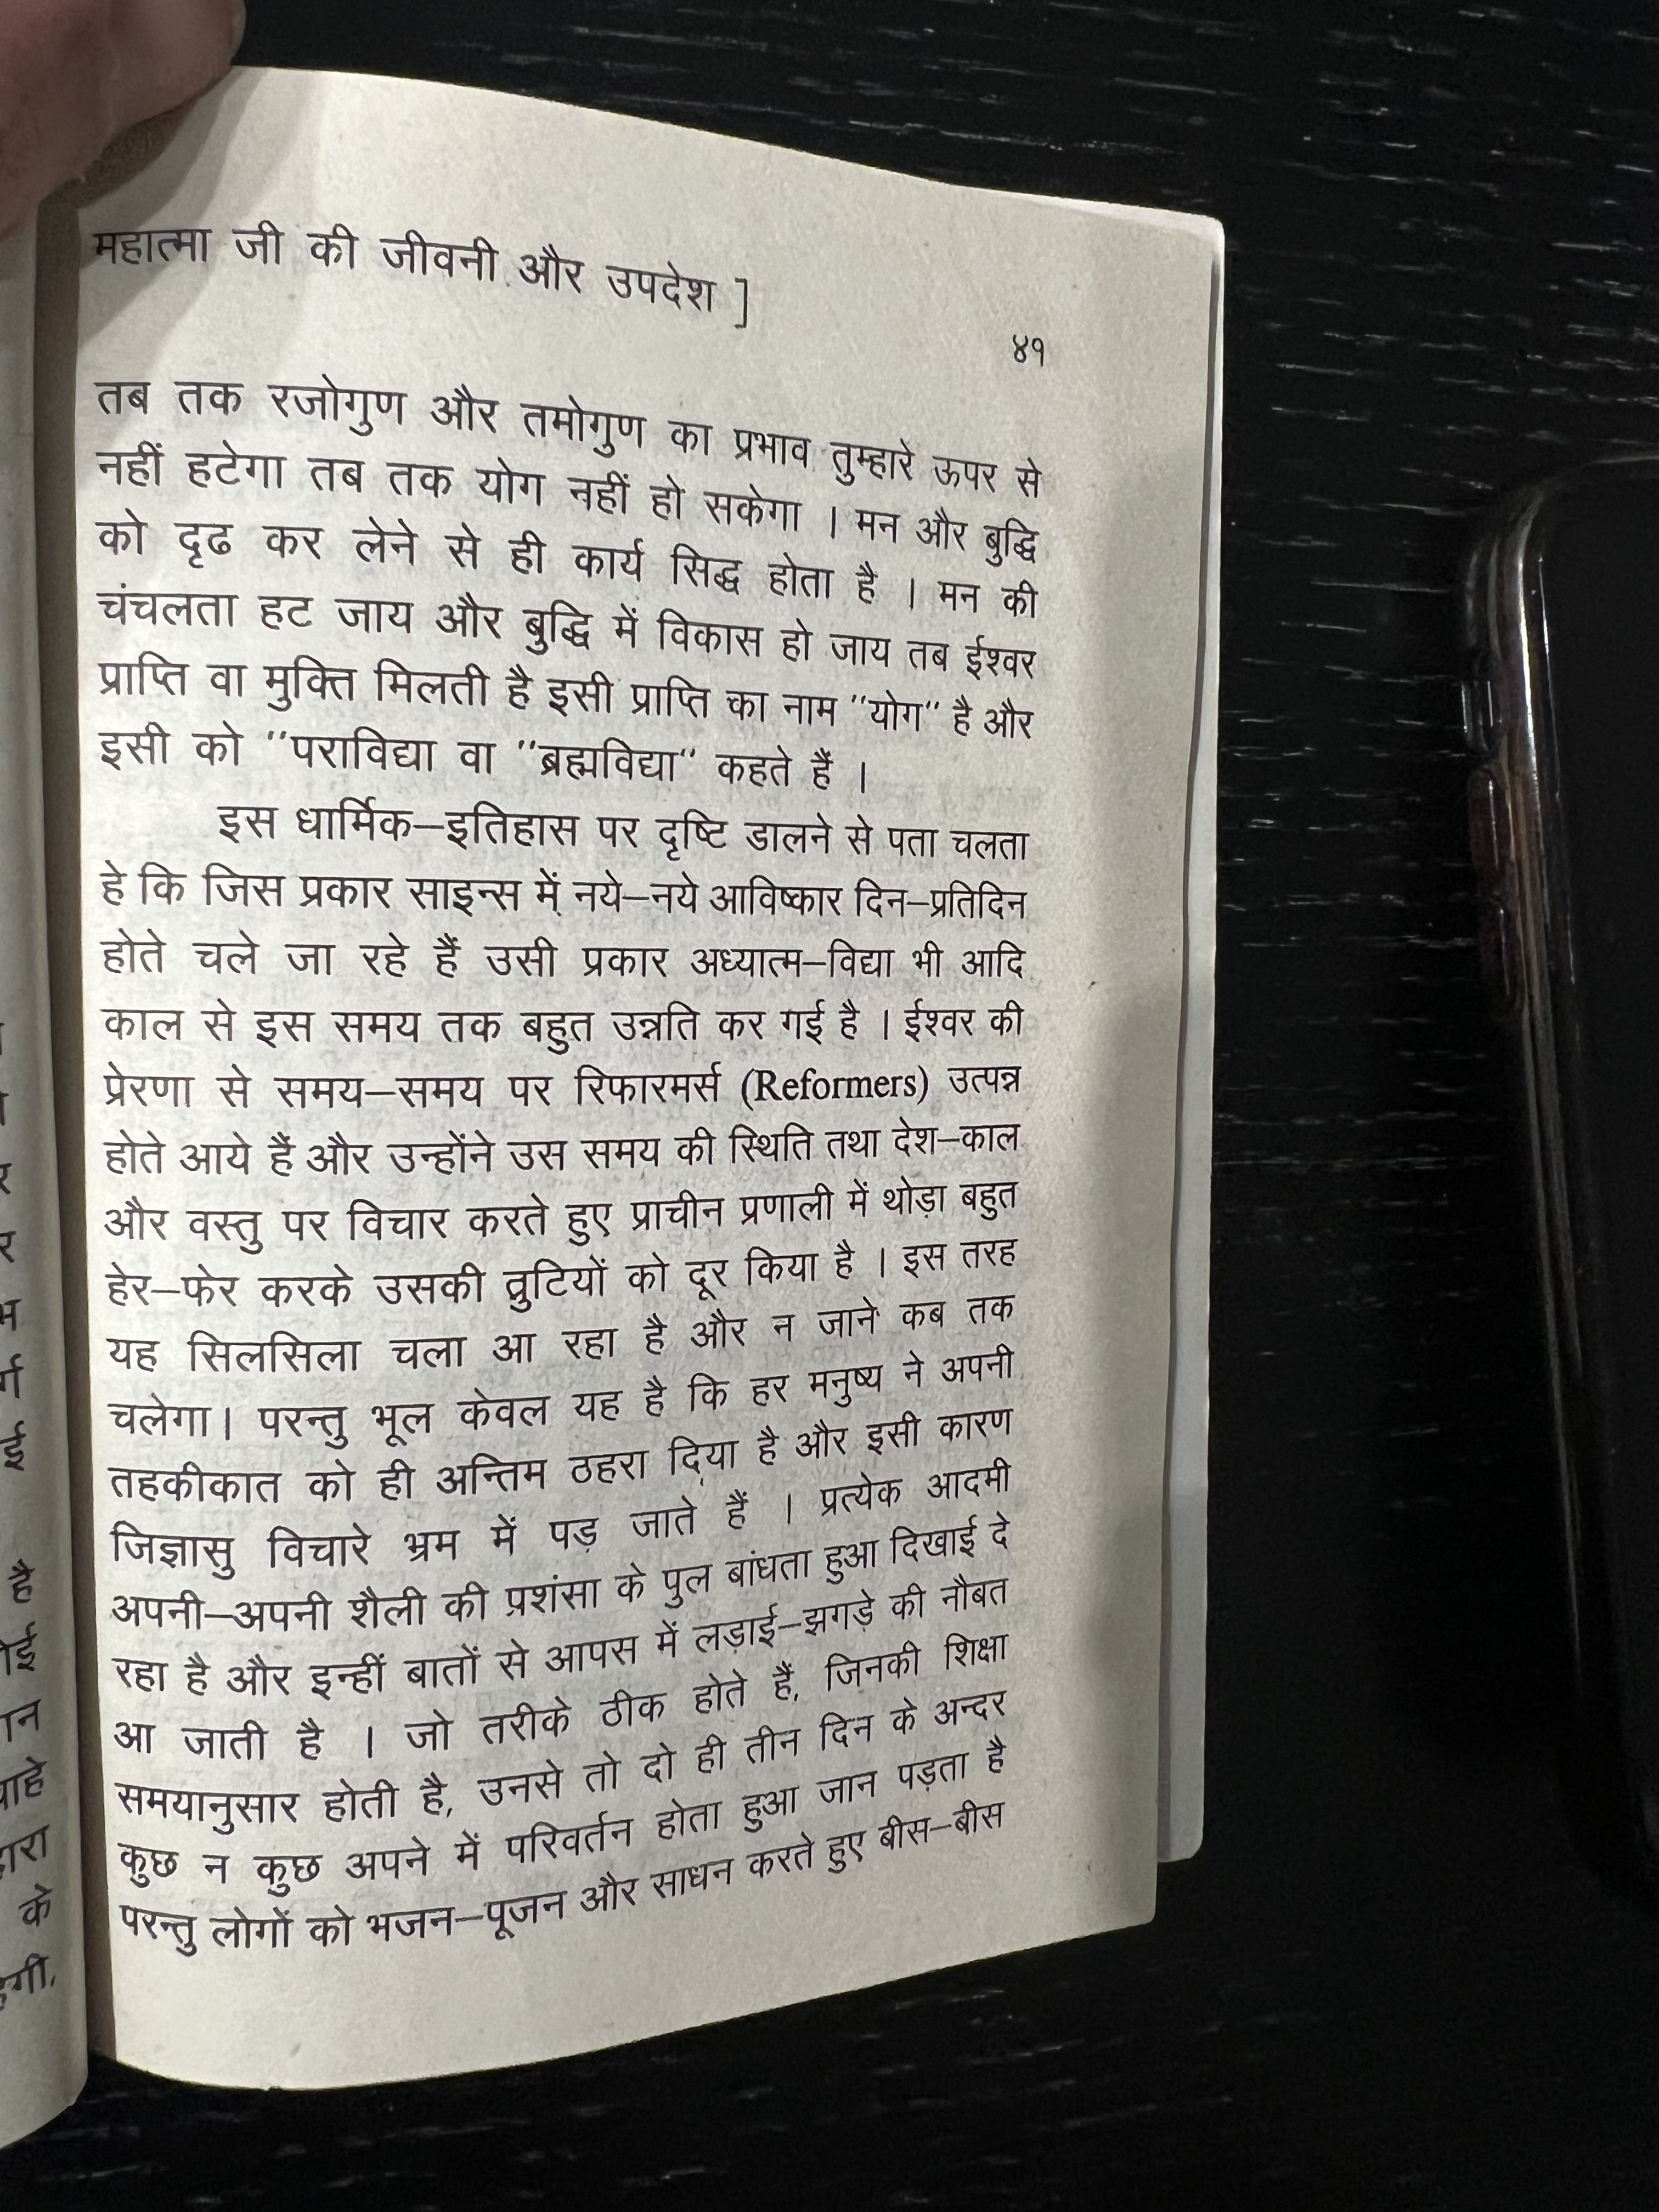 महात्मा जी की जीवनी और उपदेश ]
४१
तब तक रजोगुण और तमोगुण का प्रभाव तुम्हारे ऊपर से
नहीं हटेगा तब तक योग नहीं हो सकेगा । मन और बुद्धि
को दृढ कर लेने से ही कार्य सिद्ध होता है । मन की
चंचलता हट जाय और बुद्धि में विकास हो जाय तब ईश्वर
प्राप्ति वा मुक्ति मिलती है इसी प्राप्ति का नाम "योग" है और
इसी को "पराविद्या वा "ब्रह्मविद्या" कहते हैं ।
इस धार्मिक–इतिहास पर दृष्टि डालने से पता चलता
हे कि जिस प्रकार साइन्स में नये–नये आविष्कार दिन–प्रतिदिन
होते चले जा रहे हैं उसी प्रकार अध्यात्म–विद्या भी आदि
काल से इस समय तक बहुत उन्नति कर गई है । ईश्वर की
प्रेरणा से समय–समय पर रिफारमर्स (Reformers) उत्पन्न
होते आये हैं और उन्होंने उस समय की स्थिति तथा देश–काल
और वस्तु पर विचार करते हुए प्राचीन प्रणाली में थोड़ा बहुत
हेर–फेर करके उसकी त्रुटियों को दूर किया है । इस तरह
यह सिलसिला चला आ रहा है और न जाने कब तक
चलेगा। परन्तु भूल केवल यह है कि हर मनुष्य ने अपनी
तहकीकात को ही अन्तिम ठहरा दिया है और इसी कारण
जिज्ञासु विचारे भ्रम में पड़ जाते हैं । प्रत्येक आदमी
अपनी–अपनी शैली की प्रशंसा के पुल बांधता हुआ दिखाई दे
रहा है और इन्हीं बातों से आपस में लड़ाई–झगड़े की नौबत
आ जाती है । जो तरीके ठीक होते हैं, जिनकी शिक्षा
समयानुसार होती है, उनसे तो दो ही तीन दिन के अन्दर
कुछ न कुछ अपने में परिवर्तन होता हुआ जान पड़ता है
परन्तु लोगों को भजन–पूजन और साधन करते हुए बीस–बीस